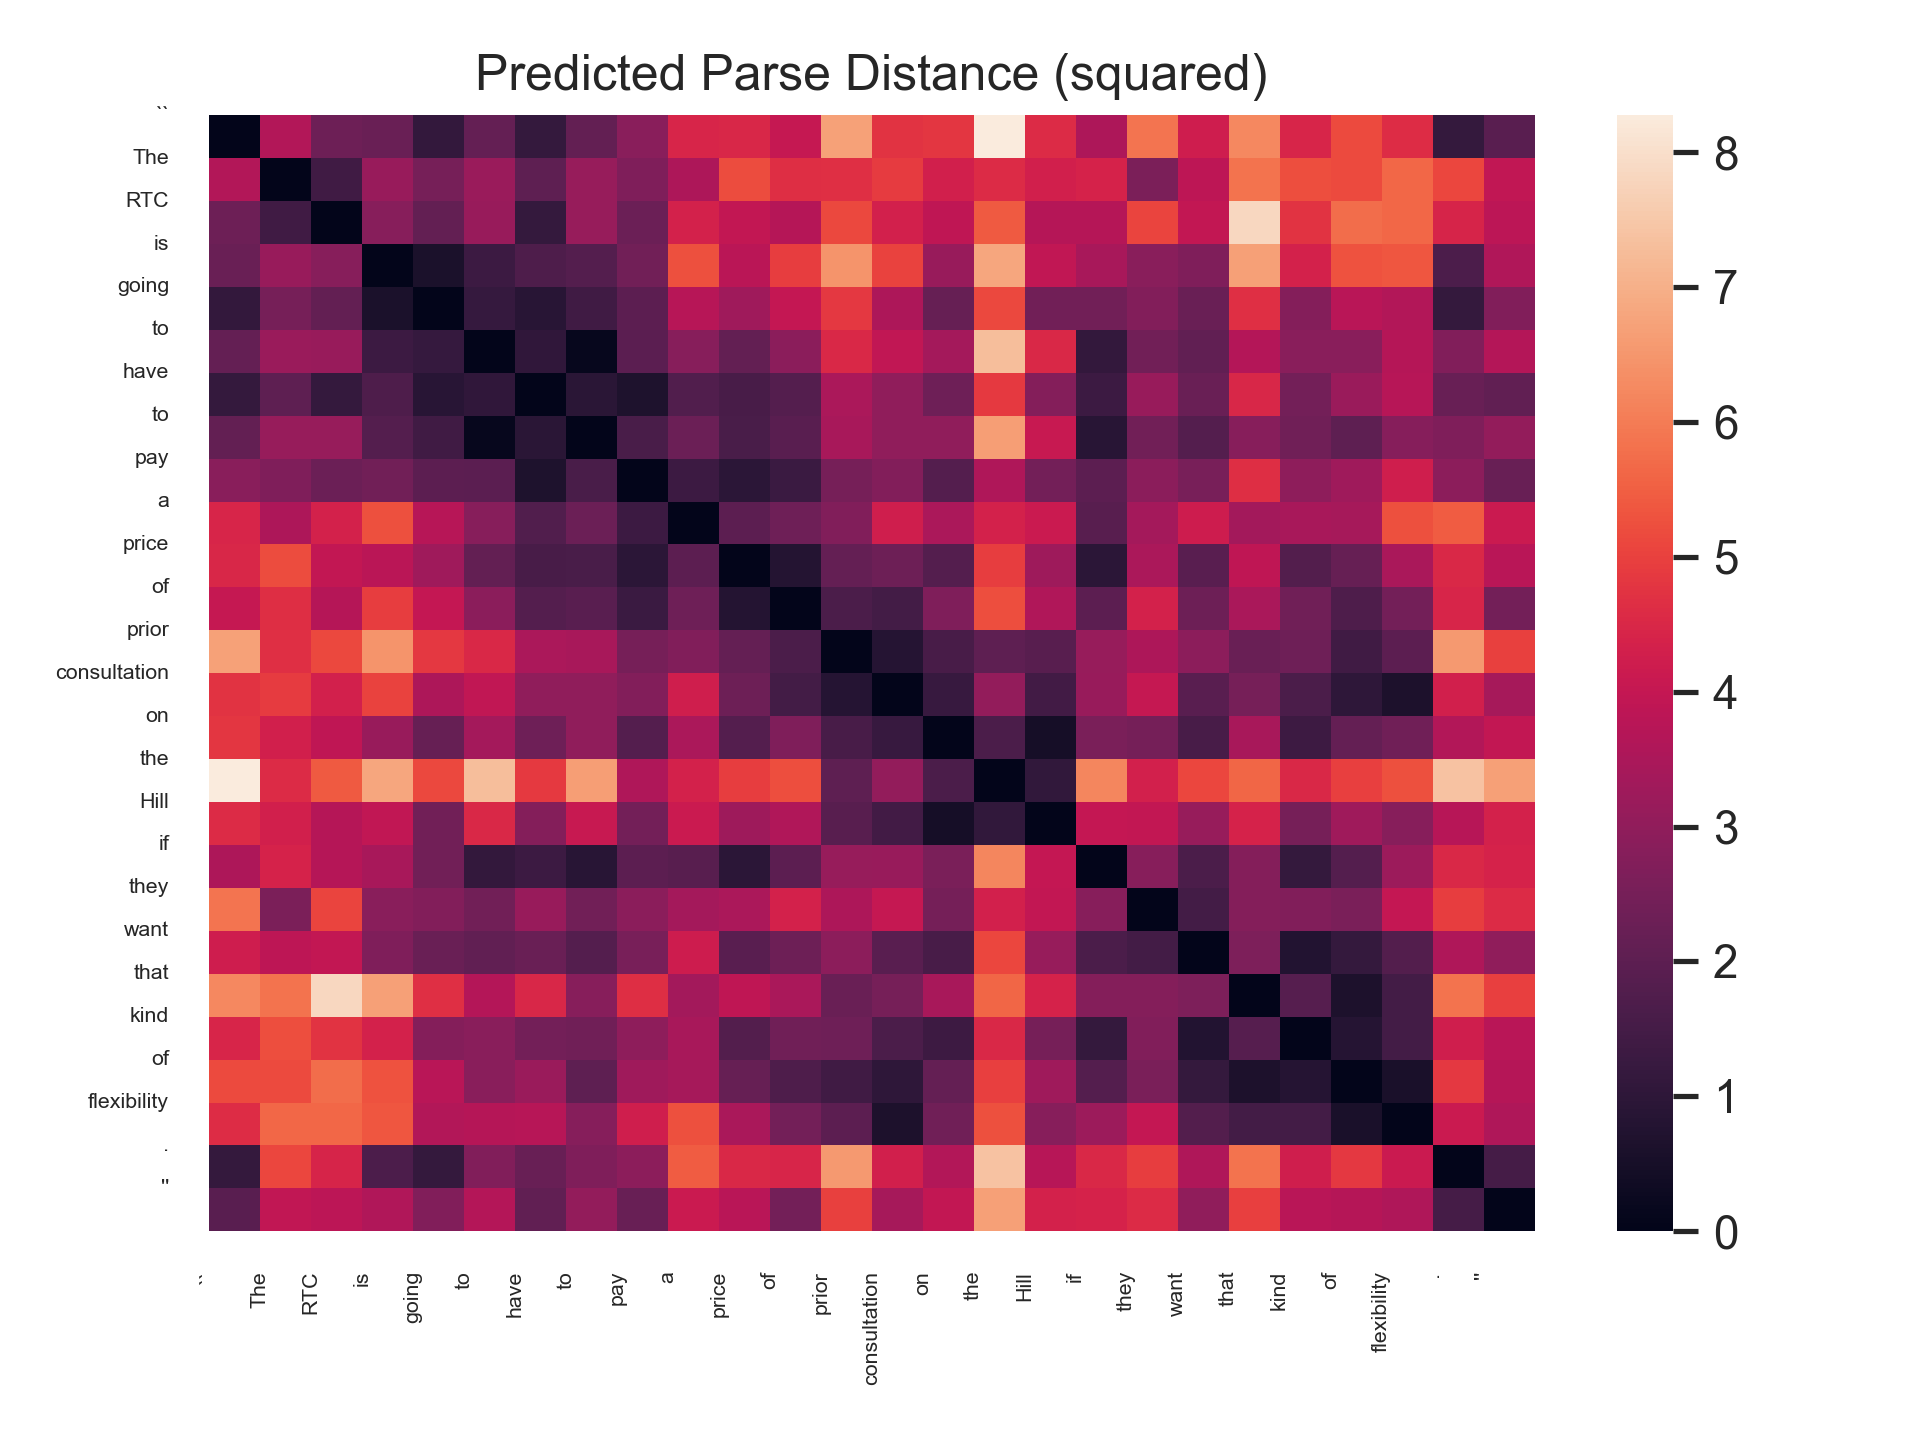 Predicted Parse Distance (squared)
``
The
RTC
is
going
to
have
to
pay
a
price
of
prior
consultation
on
the
Hill
if
they
want
that
kind
of
flexibility
.
''
8
7
6
5
4
3
2
1
0
`` The RTC is going to have to pay a price of prior consultation on the Hill if they want that kind of flexibility . ''